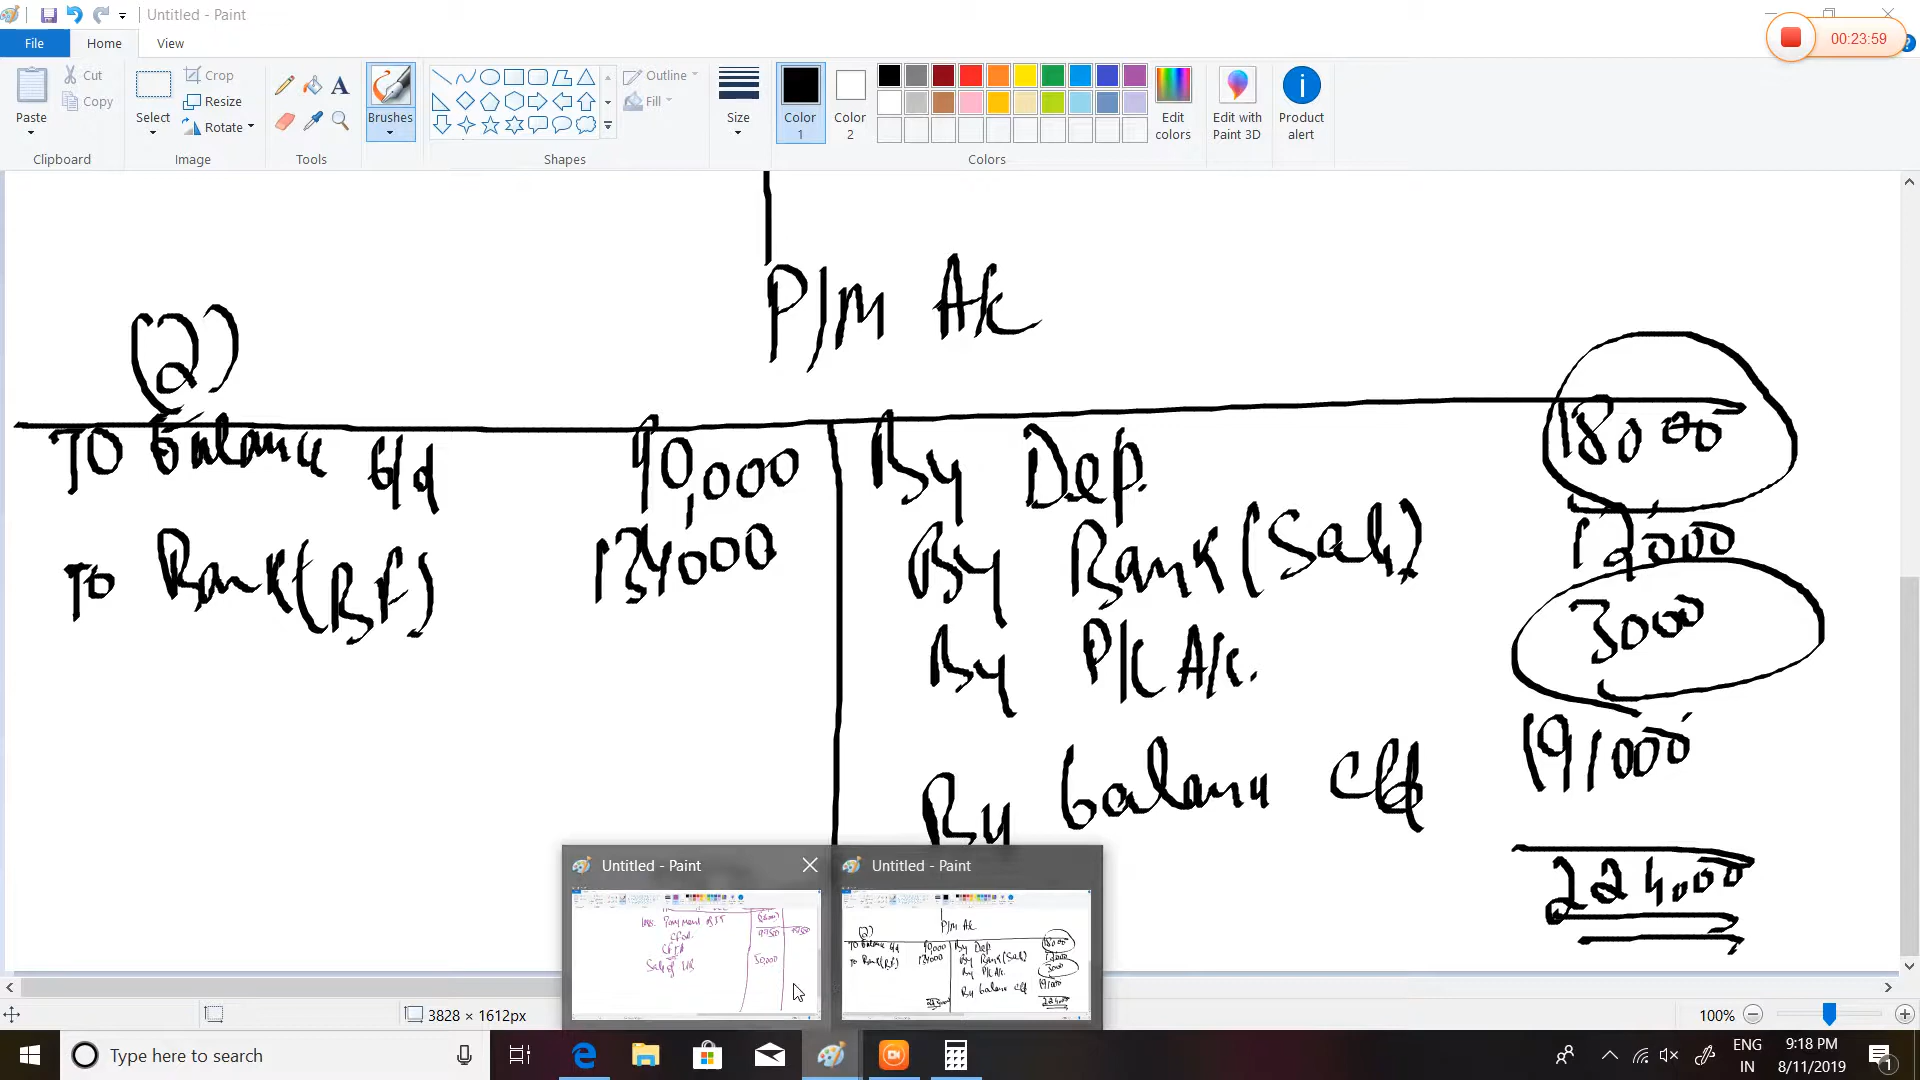 Untitled - Paint
00:23:59
File Home View
Cut
Copy
Paste
Clipboard
Crop
Resize
Rotate
Select
Image
Tools
Brushes
Outline
Fill
Shapes
Size
Color 1
Color 2
Edit colors
Edit with Paint 3D
Product alert
Colors
P/M A/c
(2)
To balance b/d 90,000 By Dep. 18000
To Bank(BF) 134000 By Bank(Sale) 12000
By P/L A/c. 3000
By balance c/d 191000
224000
Untitled - Paint
Untitled - Paint
3828 × 1612px
100%
Type here to search
ENG
IN
9:18 PM
8/11/2019
1